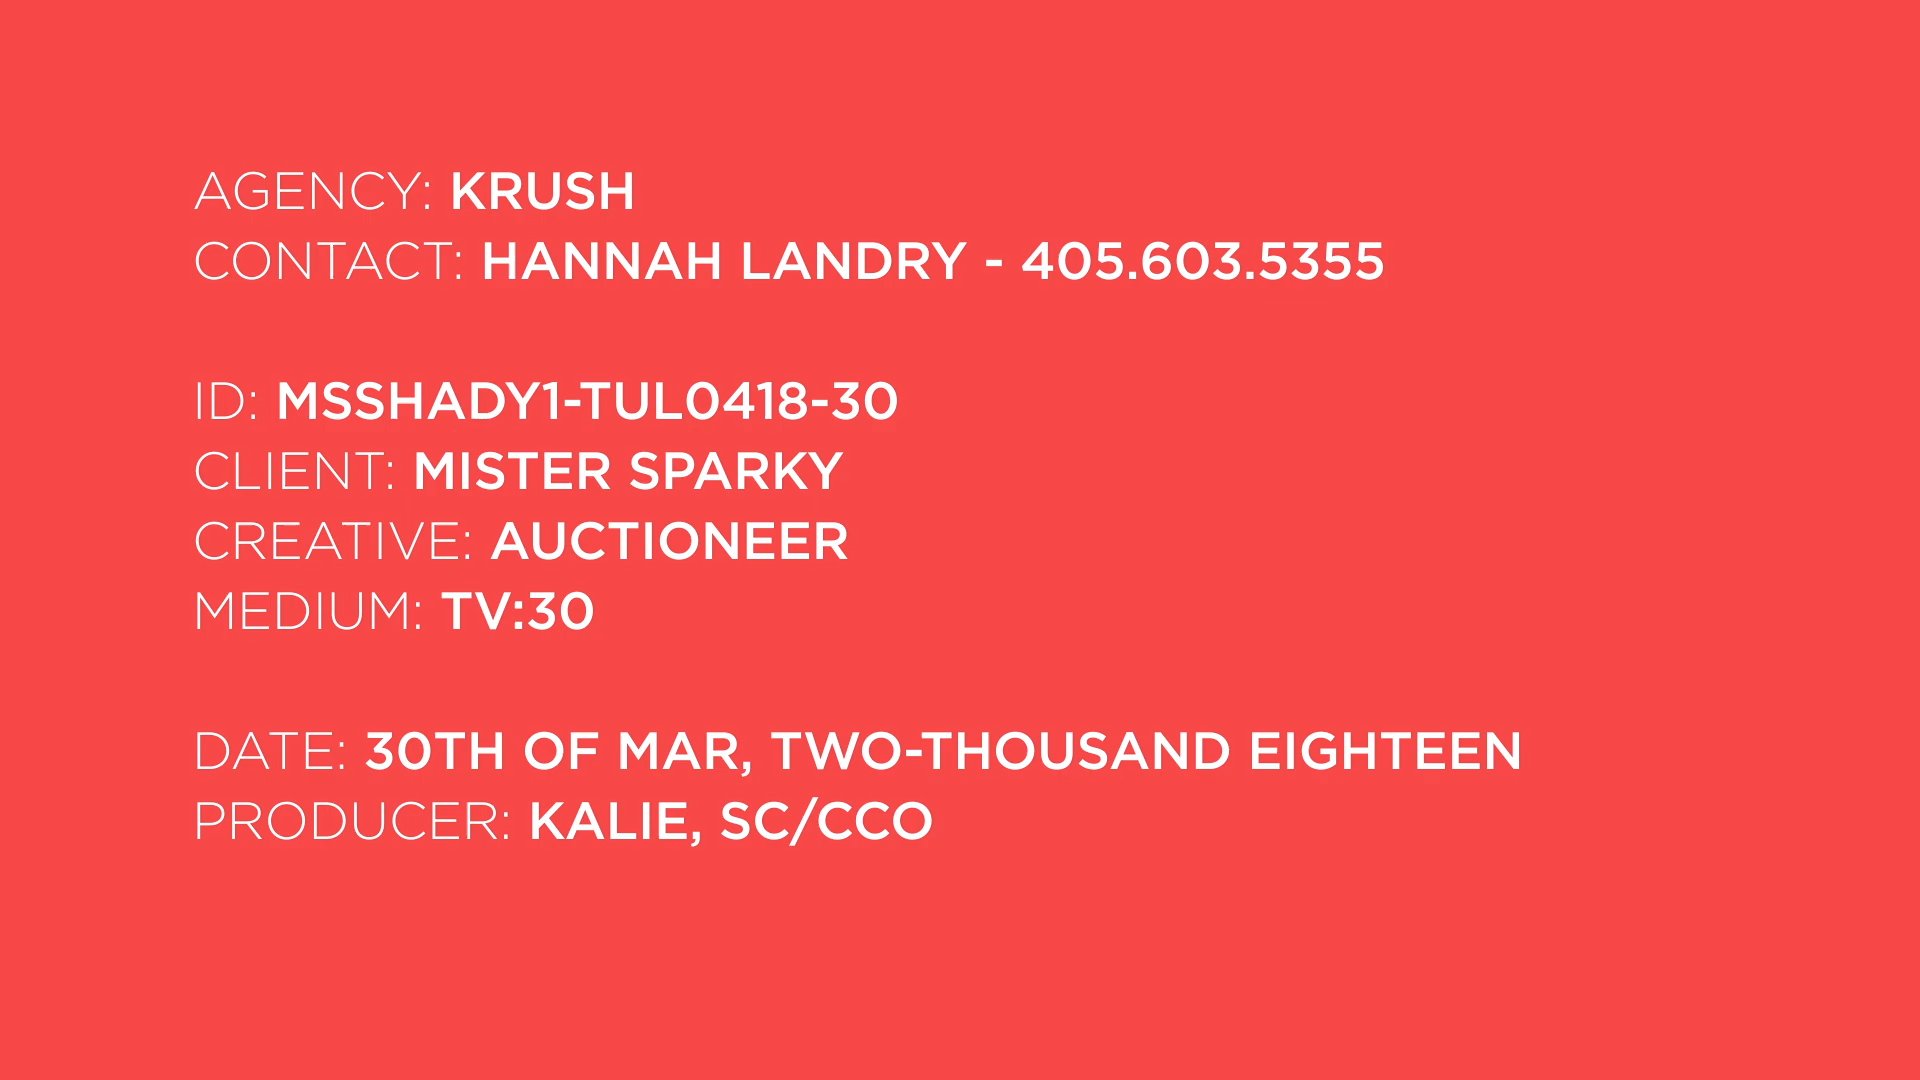 AGENCY: KRUSH
CONTACT: HANNAH LANDRY - 405.603.5355
ID: MSSHADY1-TUL0418-30
CLIENT: MISTER SPARKY
CREATIVE: AUCTIONEER
MEDIUM: TV:30
DATE: 30TH OF MAR, TWO-THOUSAND EIGHTEEN
PRODUCER: KALIE, SC/CCO